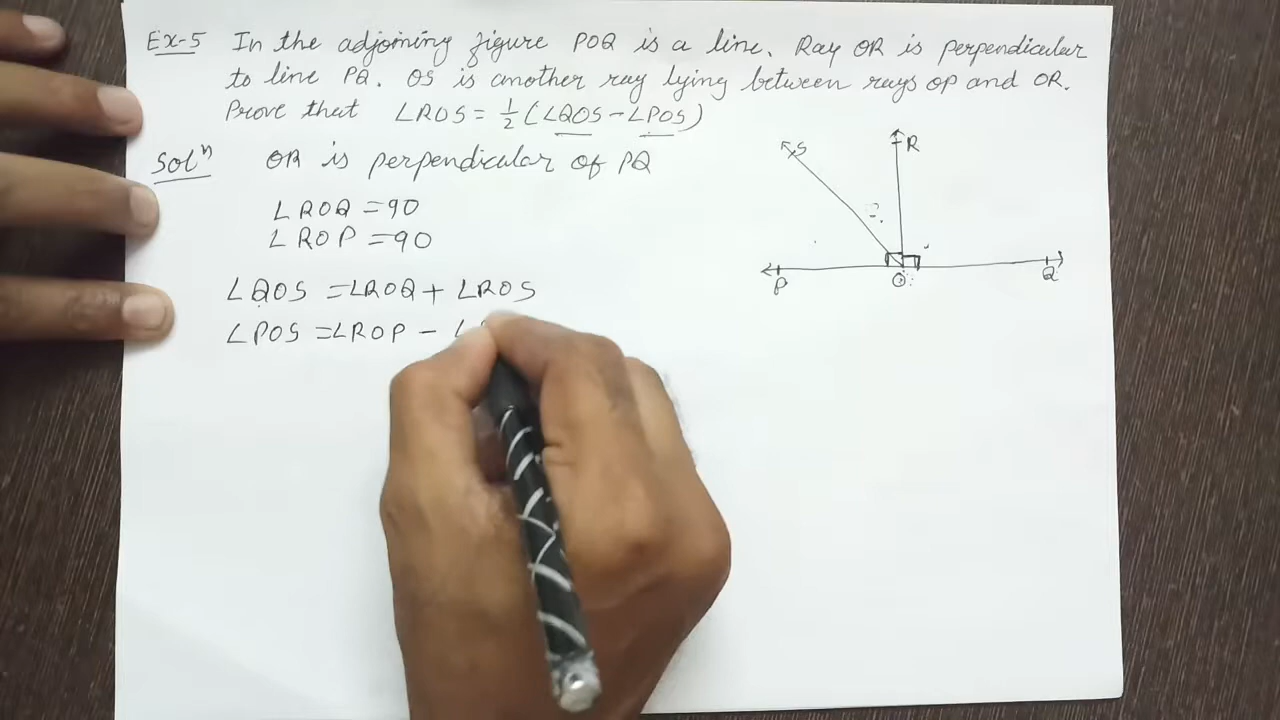 Ex-5 In the adjoining figure POQ is a line. Ray OR is perpendicular
to line PQ. OS is another ray lying between rays OP and OR.
Prove that ∠ROS = 1/2 (∠QOS - ∠POS)
Solⁿ OR is perpendicular of PQ
∠ROQ = 90
∠ROP = 90
∠QOS = ∠ROQ + ∠ROS
∠POS = ∠ROP - ∠
S
R
P
O
Q